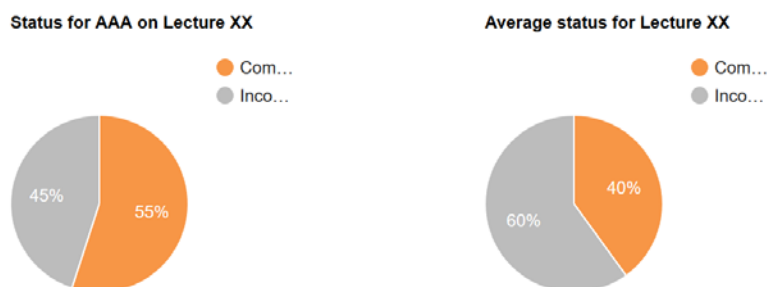 Status for AAA on Lecture XX
Com…
Inco…
45%
55%
Average status for Lecture XX
Com…
Inco…
40%
60%